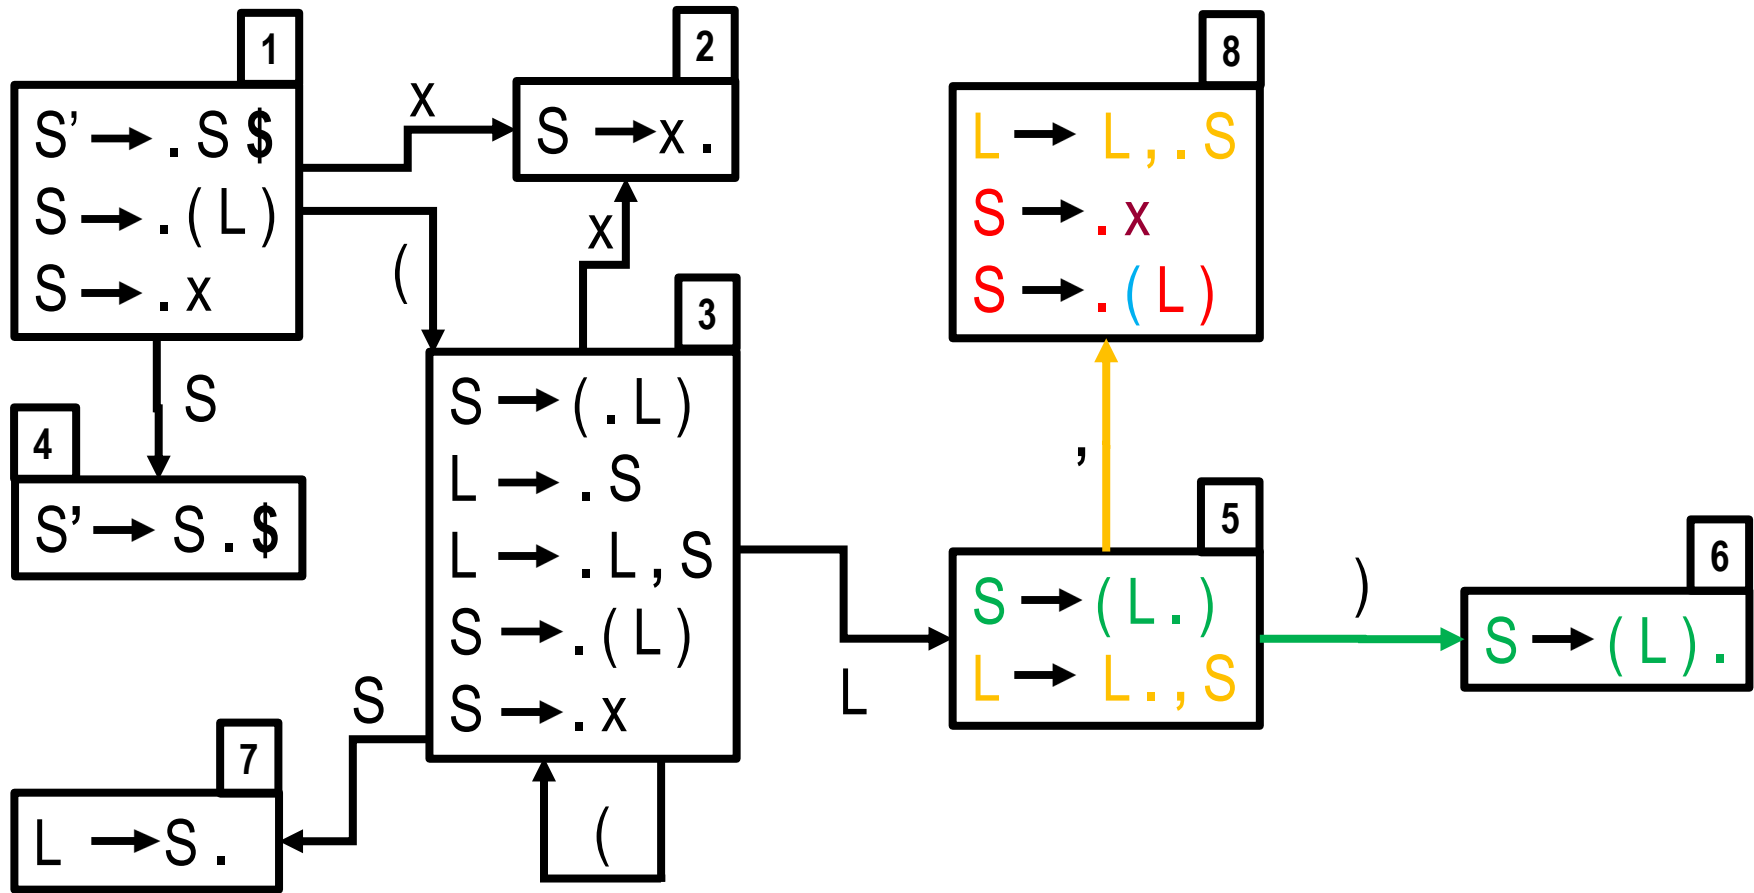 1
S’→.S$
S→.(L)
S→.x
x
2
S→x.
(
x
S
4
S’→S.$
3
S→(.L)
L→.S
L→.L,S
S→.(L)
S→.x
(
S
7
L→S.
L
8
L→L,.S
S→.x
S→.(L)
,
5
S→(L.)
L→L.,S
)
6
S→(L).